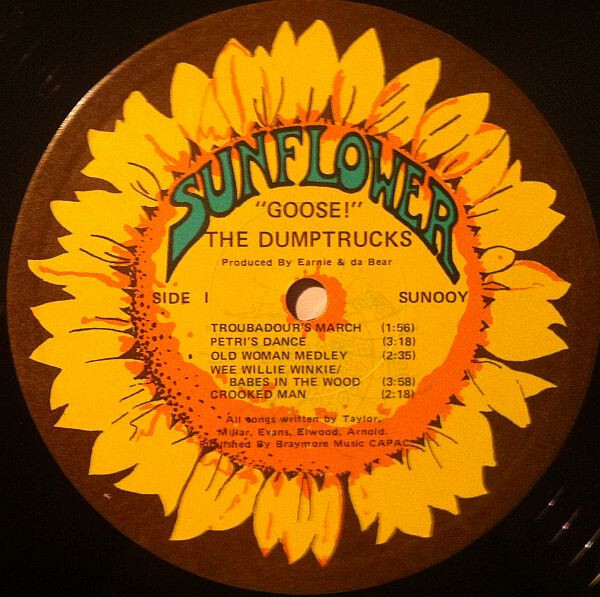 SUNFLOWER
"GOOSE!"
THE DUMPTRUCKS
Produced By Earnie & da Bear
SIDE I SUNOOY
TROUBADOUR'S MARCH (1:56)
PETRI'S DANCE (3:18)
OLD WOMAN MEDLEY (2:35)
WEE WILLIE WINKIE/
BABES IN THE WOOD (3:58)
CROOKED MAN (2:18)
All songs written by Taylor,
Millar, Evans, Elwood, Arnold.
Published By Braymore Music CAPAC